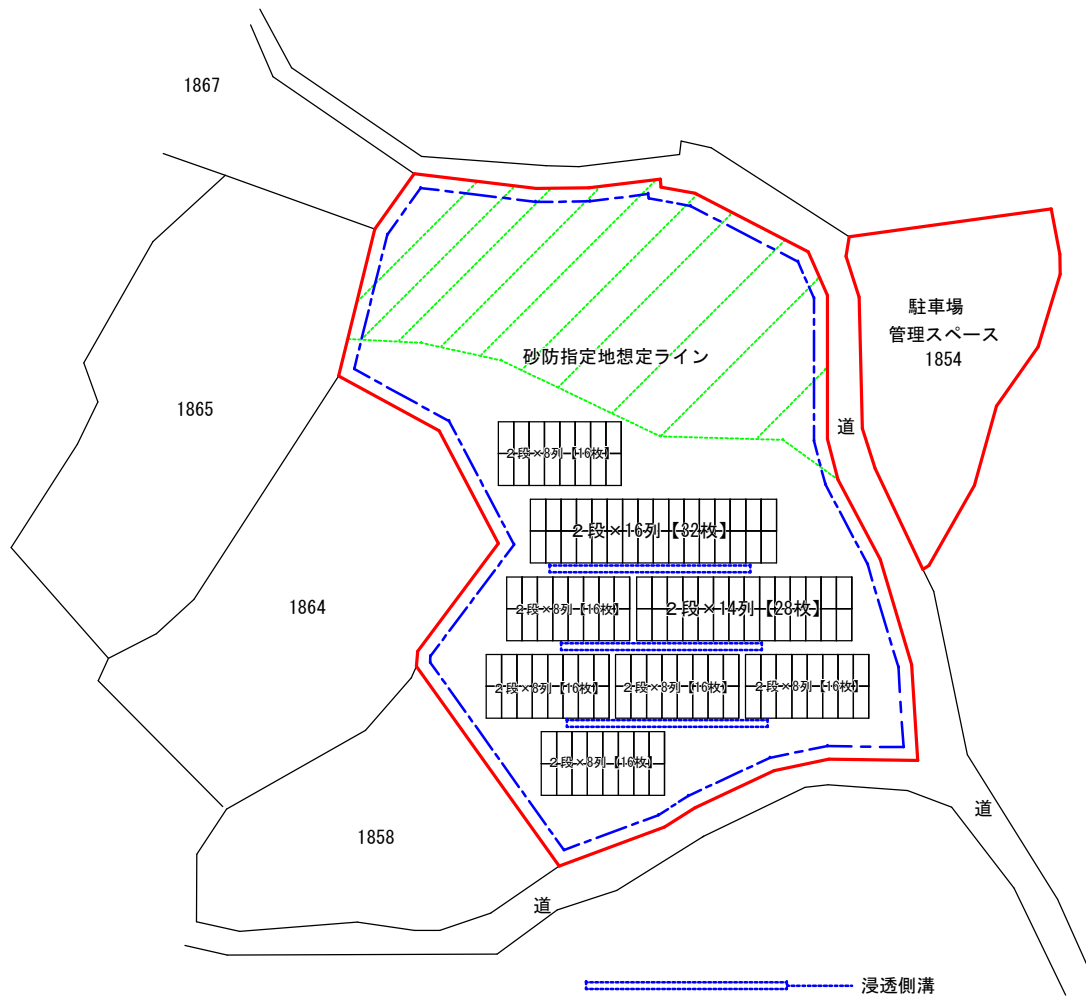 1867
駐車場
管理スペース
1854
砂防指定地想定ライン
1865
道
２段×8列【16枚】
２段×16列【32枚】
1864
２段×8列【16枚】
２段×14列【28枚】
２段×8列【16枚】
２段×8列【16枚】
２段×8列【16枚】
２段×8列【16枚】
道
1858
道
浸透側溝